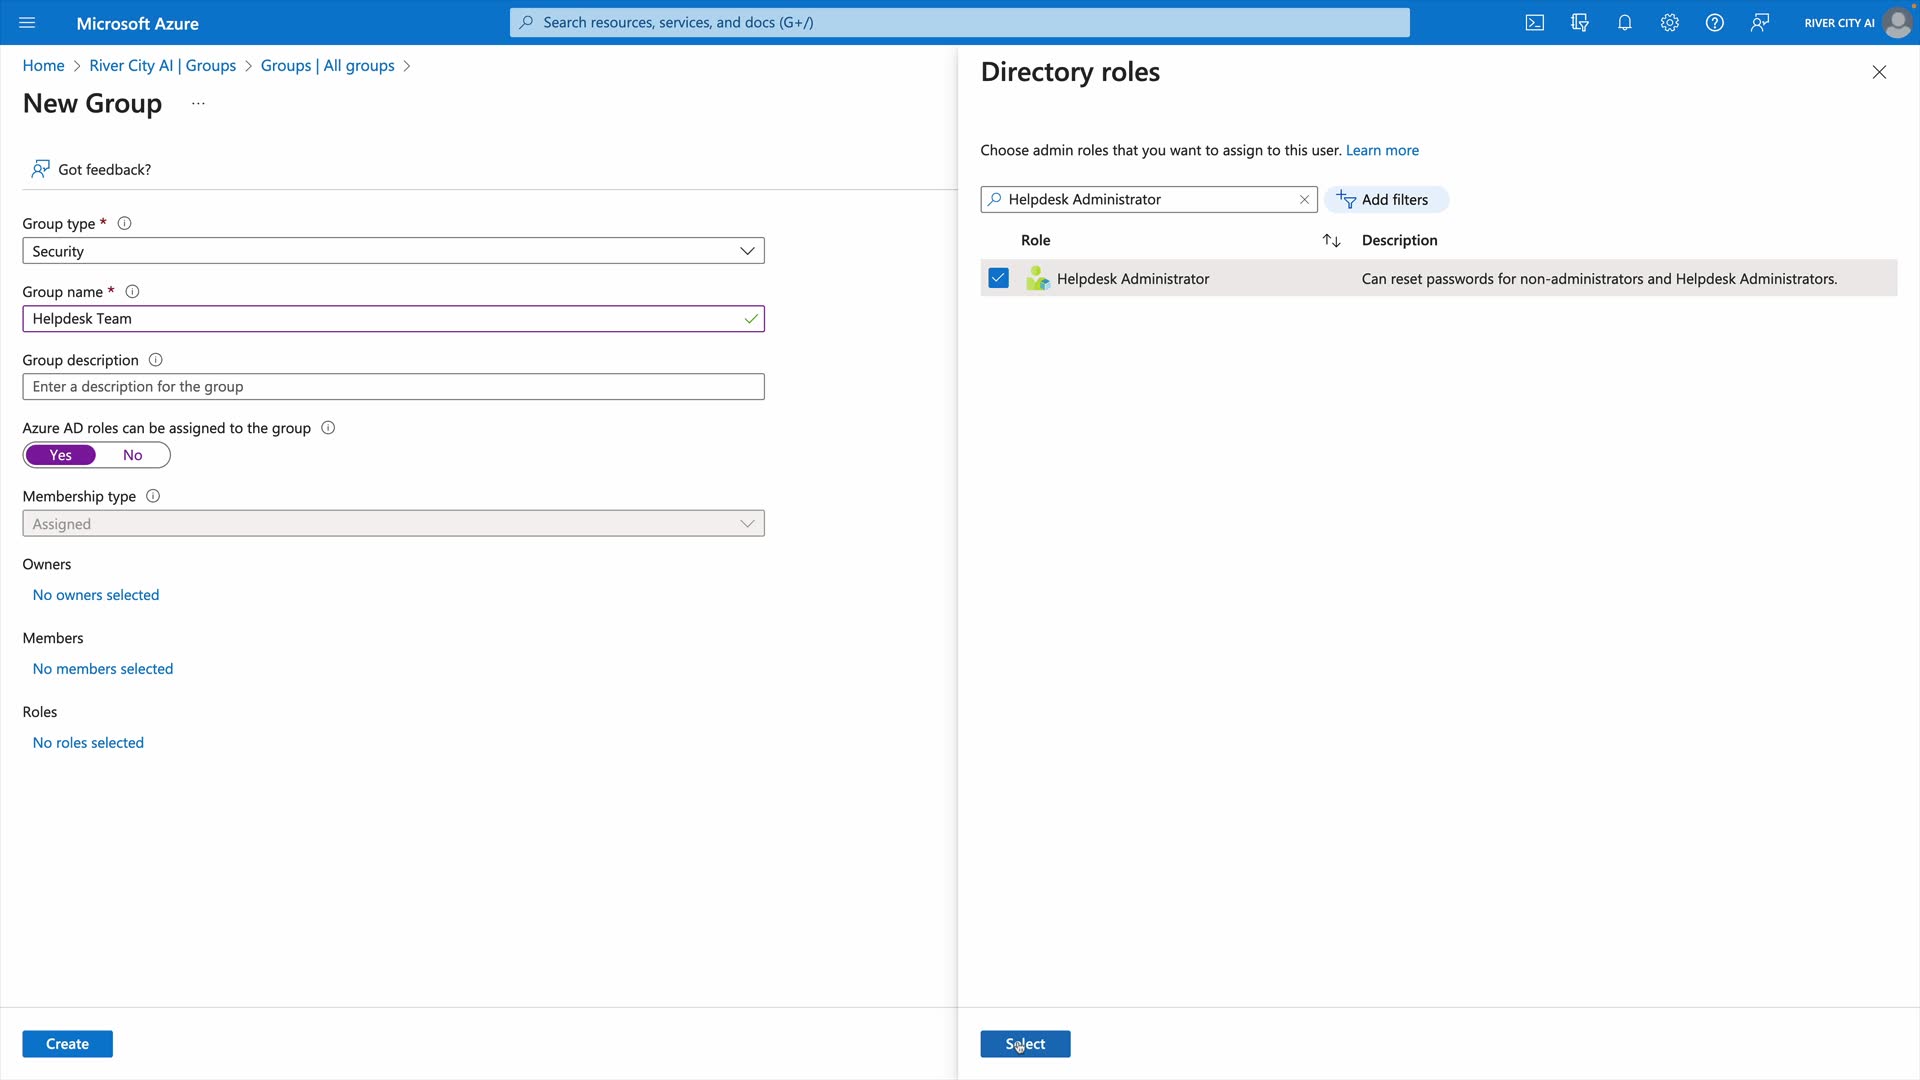 Microsoft Azure
Search resources, services, and docs (G+/)
RIVER CITY AI
Home > River City AI | Groups > Groups | All groups >
New Group ...
Got feedback?
Group type *
Security
Group name *
Helpdesk Team
Group description
Enter a description for the group
Azure AD roles can be assigned to the group
Yes No
Membership type
Assigned
Owners
No owners selected
Members
No members selected
Roles
No roles selected
Create
Directory roles
Choose admin roles that you want to assign to this user. Learn more
Helpdesk Administrator
Add filters
Role Description
Helpdesk Administrator Can reset passwords for non-administrators and Helpdesk Administrators.
Select